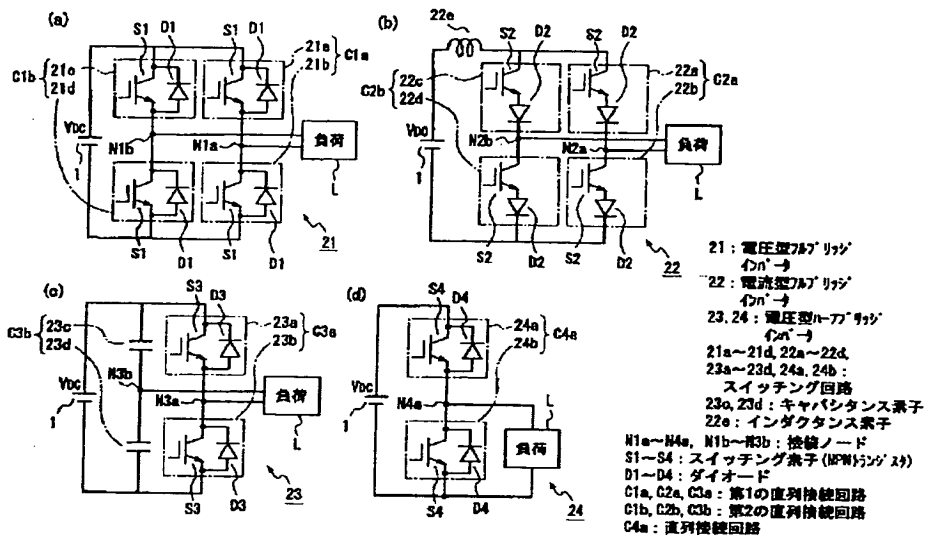 (a)
S1 D1 S1 D1
C1b { 21c 21d
21a 21b } C1a
VDC
1
N1b N1a
負荷
L
S1 D1 S1 D1
21
(b)
22e
S2 D2 S2 D2
C2b { 22c 22d
22a 22b } C2a
VDC
1
N2b N2a
負荷
L
S2 D2 S2 D2
22
(c)
S3 D3
C3b { 23c 23d
23a 23b } C3a
VDC
1
N3b
N3a
負荷
L
S3 D3
23
(d)
S4 D4
24a 24b } C4a
VDC
1
N4a
L
負荷
S4 D4
24
21:電圧型フルブリッジ
インバータ
22:電流型フルブリッジ
インバータ
23,24:電圧型ハーフブリッジ
インバータ
21a~21d,22a~22d,
23a~23d,24a,24b:
スイッチング回路
23c,23d:キャパシタンス素子
22e:インダクタンス素子
N1a~N4a,N1b~N3b:接続ノード
S1~S4:スイッチング素子(NPNトランジスタ)
D1~D4:ダイオード
C1a,C2a,C3a:第1の直列接続回路
C1b,C2b,C3b:第2の直列接続回路
C4a:直列接続回路